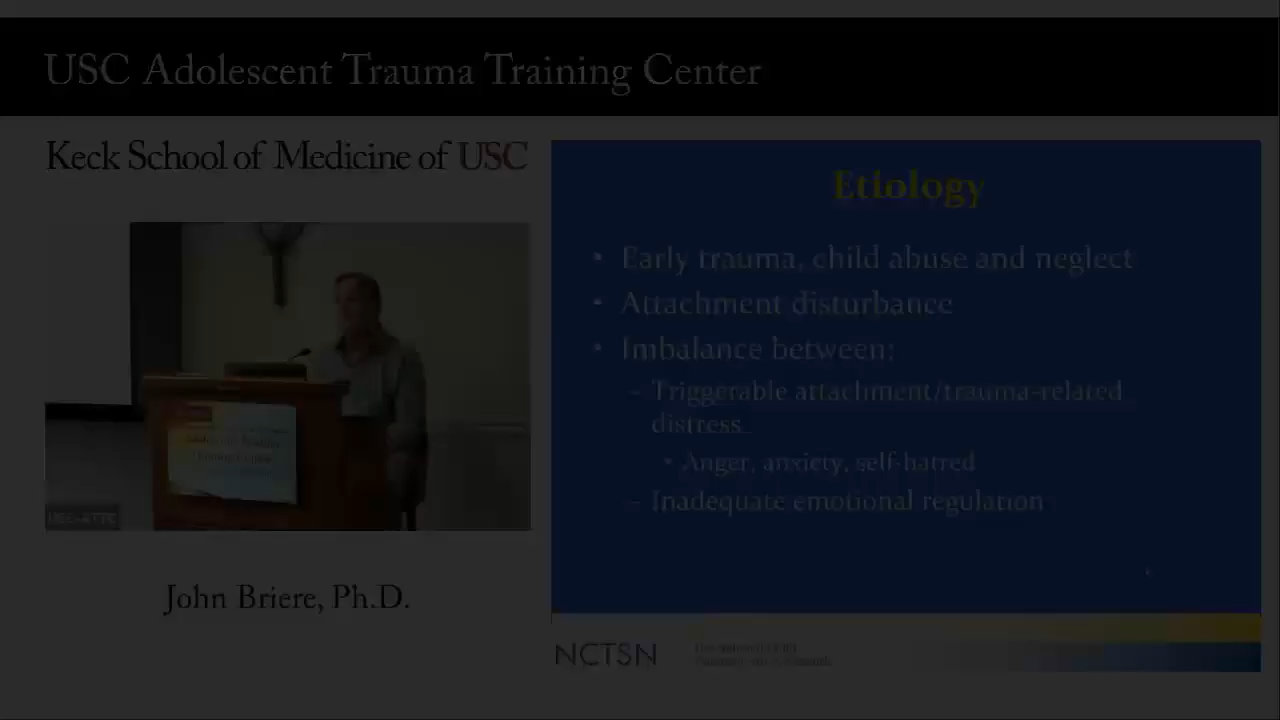 USC Adolescent Trauma Training Center
Keck School of Medicine of USC
Etiology
• Early trauma, child abuse and neglect
• Attachment disturbance
• Imbalance between:
– Triggerable attachment/trauma-related
distress
• Anger, anxiety, self-hatred
– Inadequate emotional regulation
John Briere, Ph.D.
NCTSN